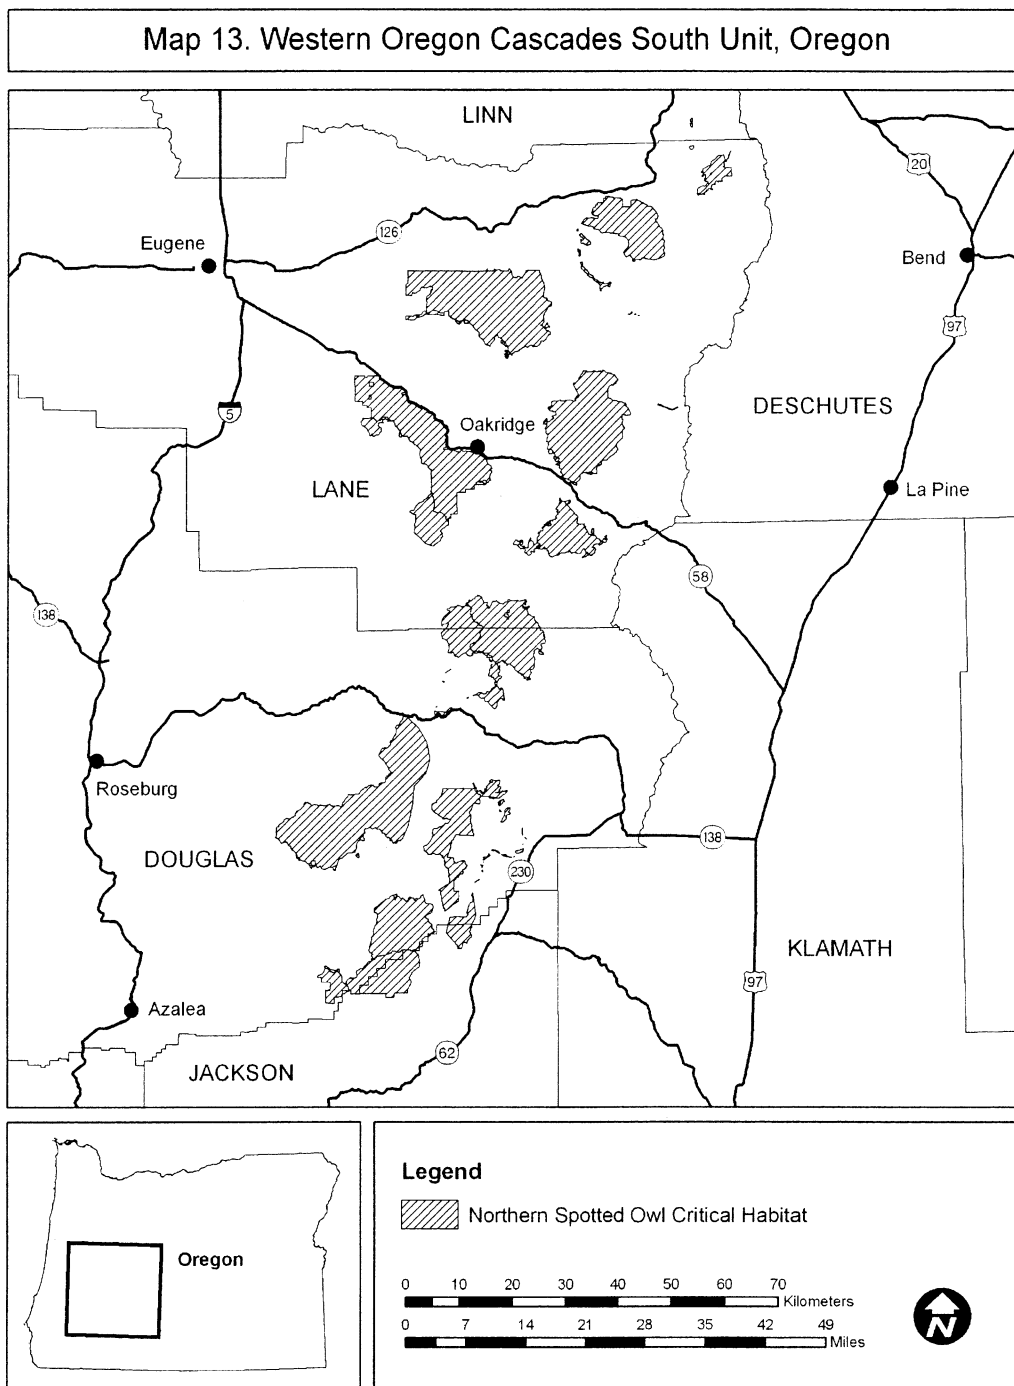 Map 13. Western Oregon Cascades South Unit, Oregon
LINN
20
126
Eugene
Bend
97
DESCHUTES
5
Oakridge
LANE
La Pine
58
138
Roseburg
138
DOUGLAS
230
KLAMATH
97
Azalea
62
JACKSON
Oregon
Legend
Northern Spotted Owl Critical Habitat
0 10 20 30 40 50 60 70
Kilometers
0 7 14 21 28 35 42 49
Miles
N